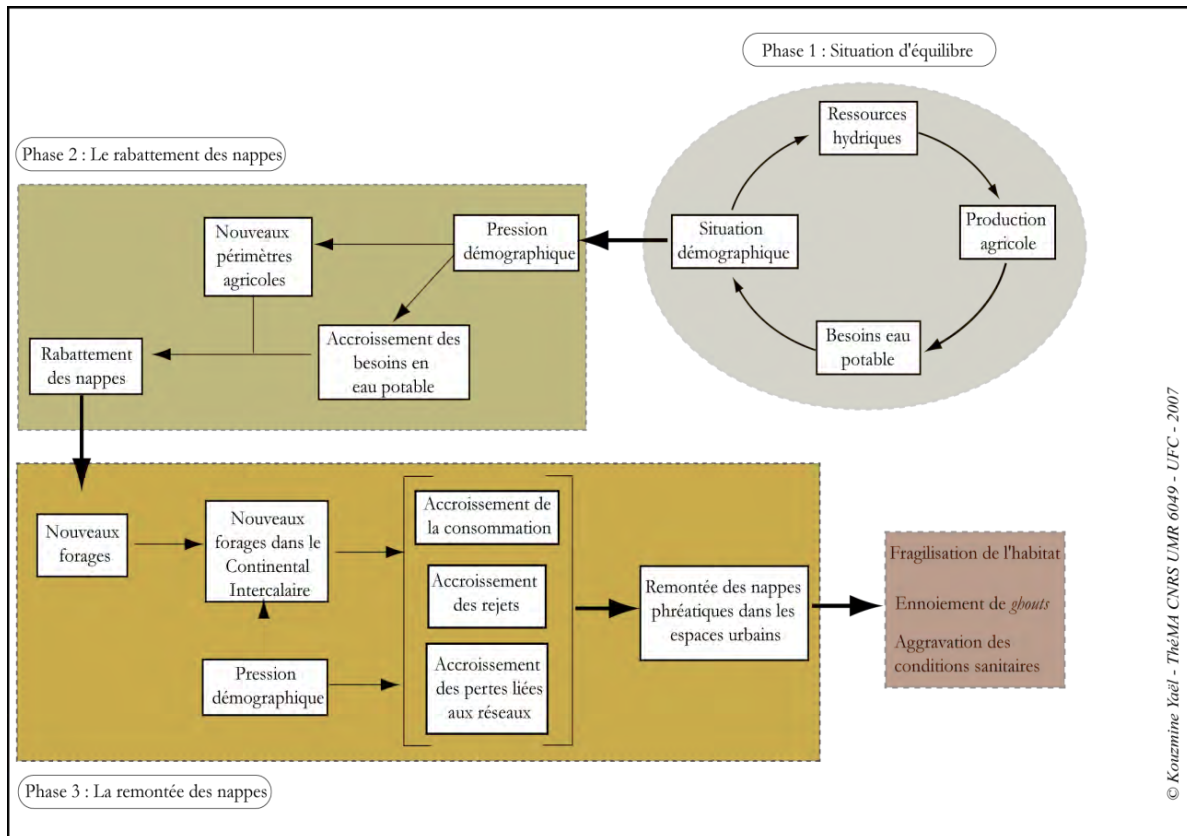 Phase 1 : Situation d'équilibre
Ressources
hydriques
Production
agricole
Besoins eau
potable
Situation
démographique
Phase 2 : Le rabattement des nappes
Pression
démographique
Nouveaux
périmètres
agricoles
Accroissement des
besoins en
eau potable
Rabattement
des nappes
Nouveaux
forages
Nouveaux
forages dans le
Continental
Intercalaire
Pression
démographique
Accroissement de
la consommation
Accroissement
des rejets
Accroissement
des pertes liées
aux réseaux
Remontée des nappes
phréatiques dans les
espaces urbains
Fragilisation de l'habitat
Ennoiement de ghouts
Aggravation des
conditions sanitaires
Phase 3 : La remontée des nappes
© Kouzmine Yaël - ThéMA CNRS UMR 6049 - UFC - 2007